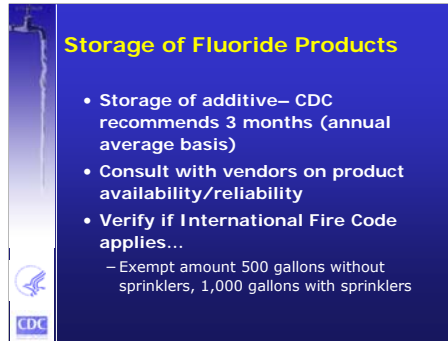 Storage of Fluoride Products
• Storage of additive– CDC
recommends 3 months (annual
average basis)
• Consult with vendors on product
availability/reliability
• Verify if International Fire Code
applies...
– Exempt amount 500 gallons without
sprinklers, 1,000 gallons with sprinklers
CDC